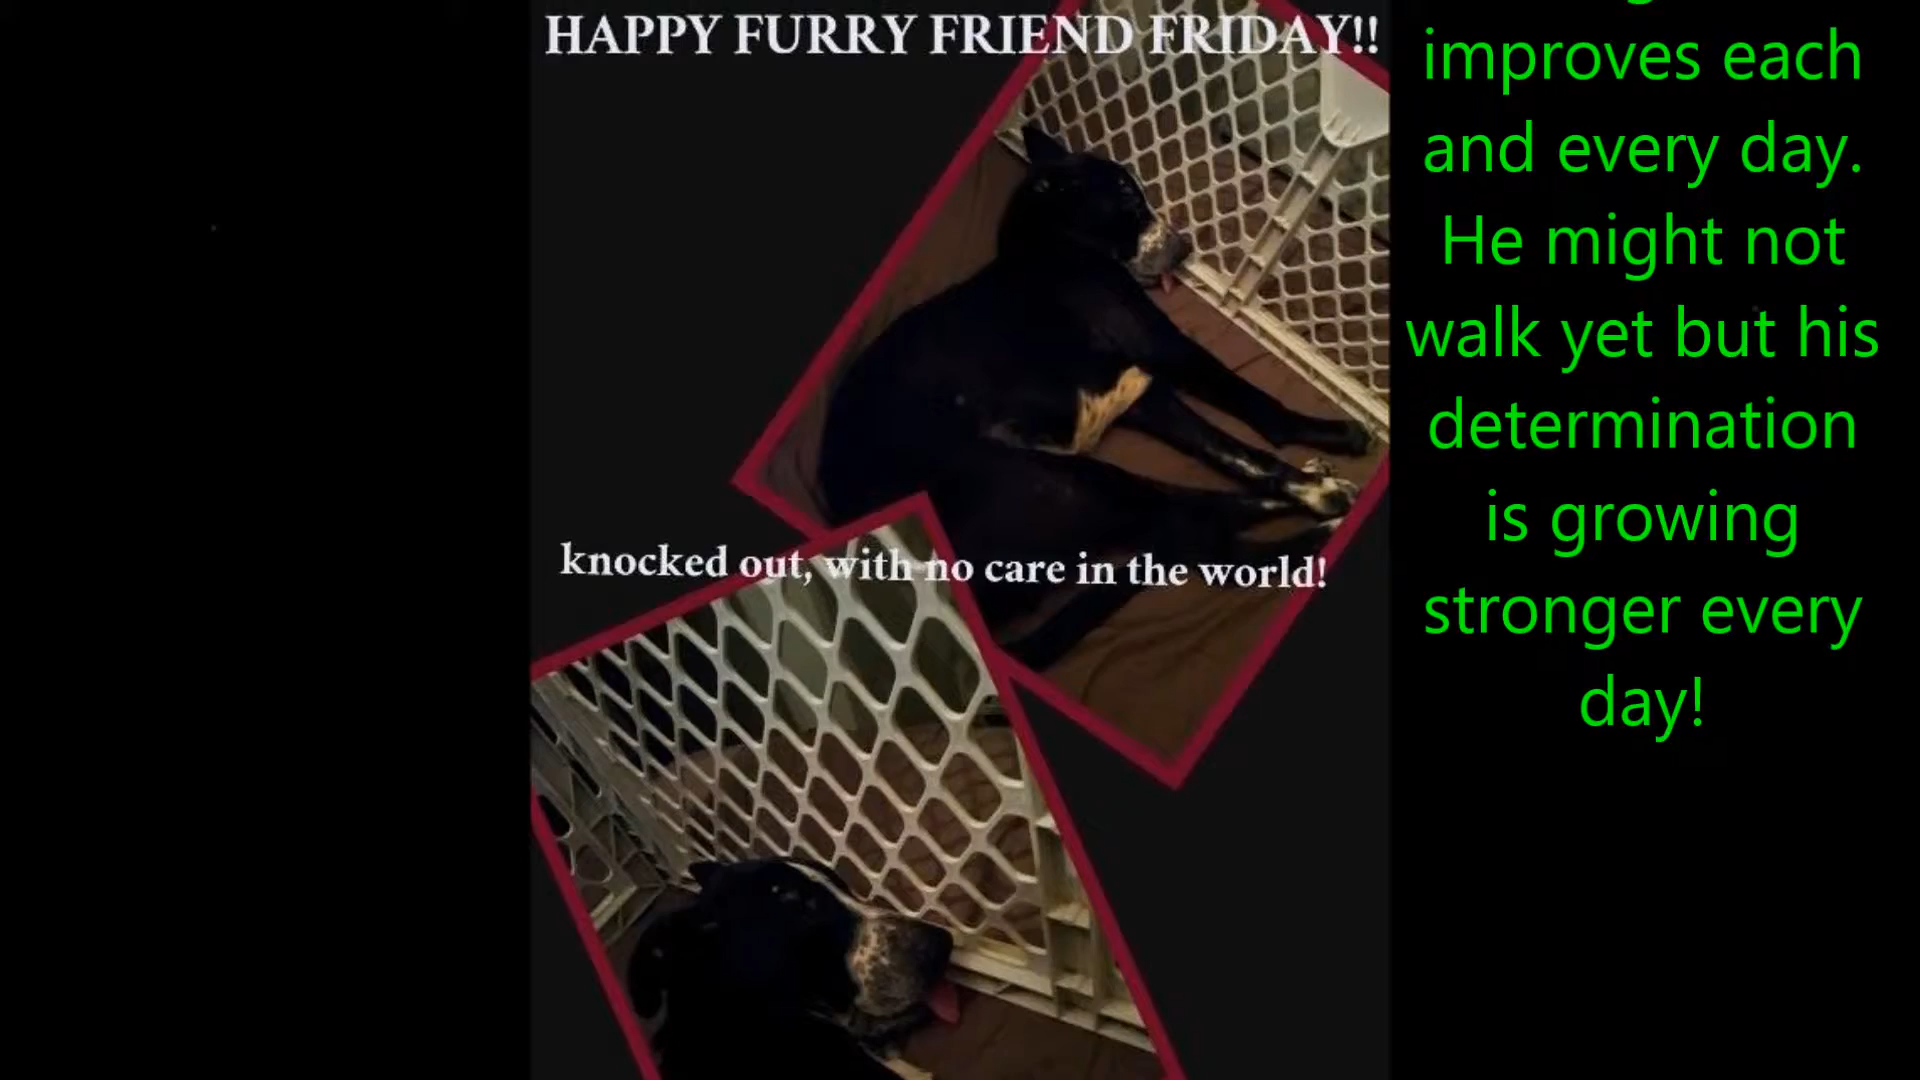 HAPPY FURRY FRIEND FRIDAY!!
knocked out, with no care in the world!
improves each
and every day.
He might not
walk yet but his
determination
is growing
stronger every
day!